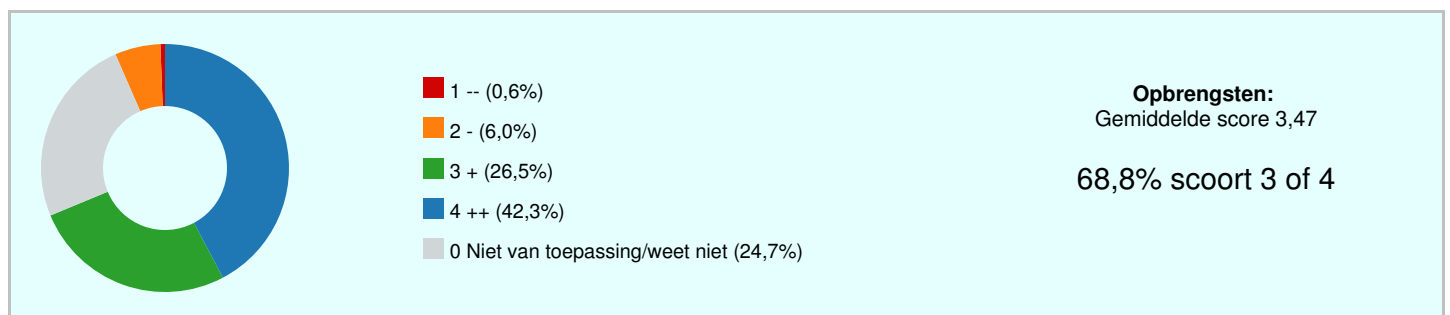 1 -- (0,6%)
2 - (6,0%)
3 + (26,5%)
4 ++ (42,3%)
0 Niet van toepassing/weet niet (24,7%)
Opbrengsten:
Gemiddelde score 3,47
68,8% scoort 3 of 4